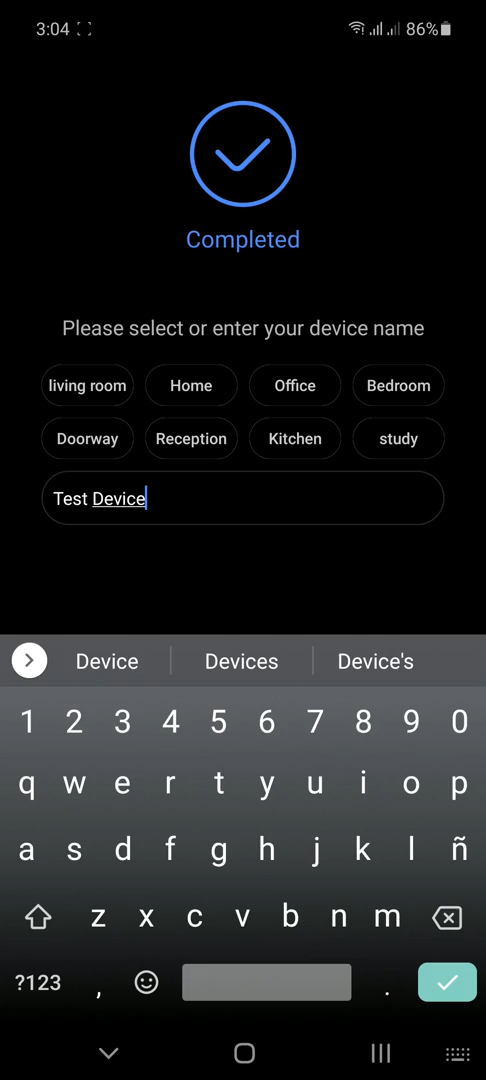 3:04 86%
Completed
Please select or enter your device name
living room Home Office Bedroom
Doorway Reception Kitchen study
Test Device
Device Devices Device's
1 2 3 4 5 6 7 8 9 0
q w e r t y u i o p
a s d f g h j k l ñ
z x c v b n m
?123 , .